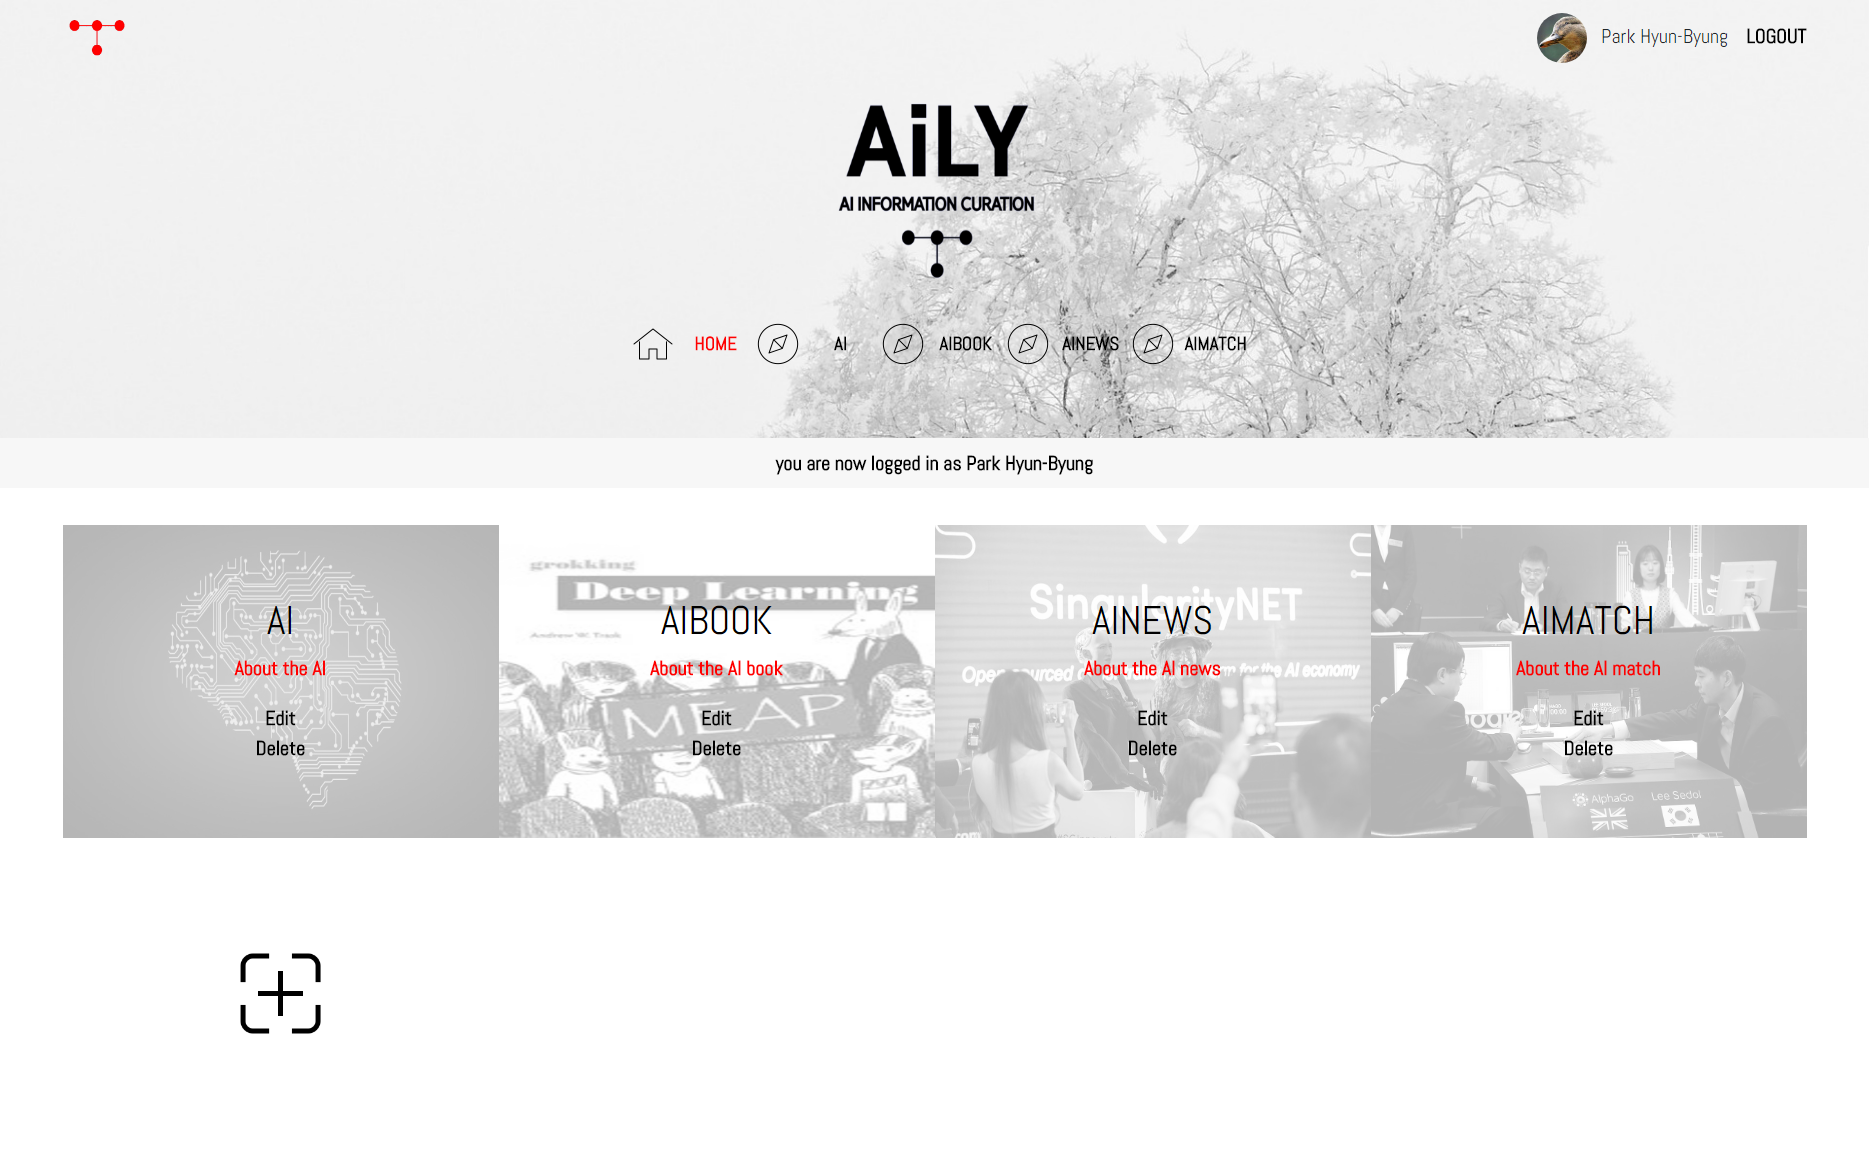 Park Hyun-Byung LOGOUT
AiLY
AI INFORMATION CURATION
HOME AI AIBOOK AINEWS AIMATCH
you are now logged in as Park Hyun-Byung
grokking
Deep Learning
Andrew W. Trask
MEAP
AI
About the AI
Edit
Delete
AIBOOK
About the AI book
Edit
Delete
SingularityNET
for the AI economy
AINEWS
About the AI news
Edit
Delete
AIMATCH
About the AI match
Edit
Delete
AlphaGo Lee Sedol